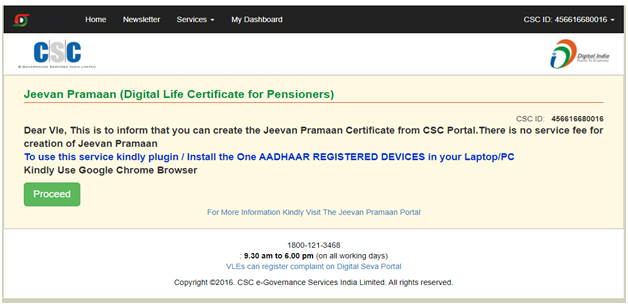 Home Newsletter Services My Dashboard CSC ID: 456616680016
CSC
E-GOVERNANCE SERVICES INDIA LIMITED
Digital India
Power To Empower
Jeevan Pramaan (Digital Life Certificate for Pensioners)
CSC ID: 456616680016
Dear Vle, This is to inform that you can create the Jeevan Pramaan Certificate from CSC Portal.There is no service fee for
creation of Jeevan Pramaan
To use this service kindly plugin / Install the One AADHAAR REGISTERED DEVICES in your Laptop/PC
Kindly Use Google Chrome Browser
Proceed
For More Information Kindly Visit The Jeevan Pramaan Portal
1800-121-3468
: 9.30 am to 6.00 pm (on all working days)
VLEs can register complaint on Digital Seva Portal
Copyright ©2016. CSC e-Governance Services India Limited. All rights reserved.